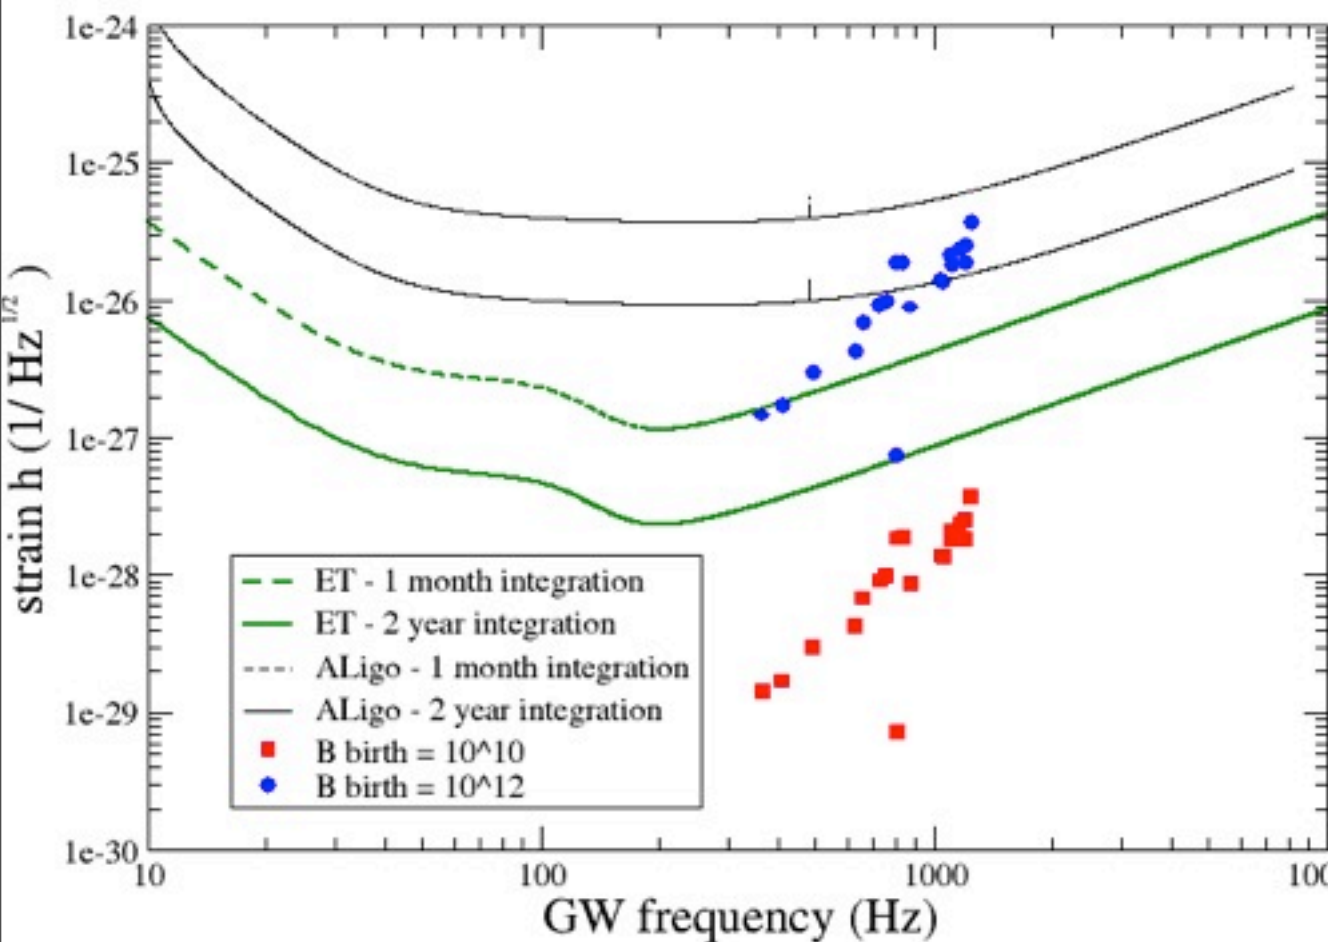 1e-24
1e-25
1e-26
1e-27
1e-28
1e-29
1e-30
strain h (1/ Hz^1/2 )
ET - 1 month integration
ET - 2 year integration
ALigo - 1 month integration
ALigo - 2 year integration
B birth = 10^10
B birth = 10^12
10 100 1000 100
GW frequency (Hz)